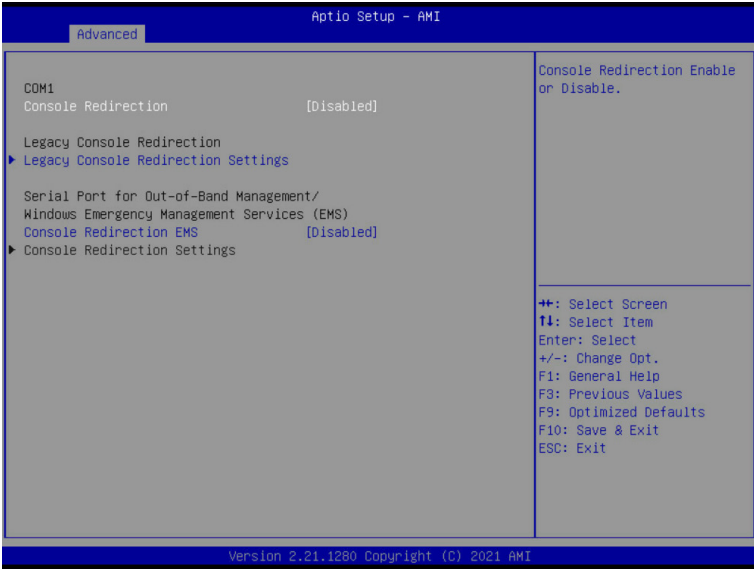 Aptio Setup – AMI
Advanced
COM1
Console Redirection [Disabled]
Legacy Console Redirection
Legacy Console Redirection Settings
Serial Port for Out-of-Band Management/
Windows Emergency Management Services (EMS)
Console Redirection EMS [Disabled]
Console Redirection Settings
Console Redirection Enable
or Disable.
→←: Select Screen
↑↓: Select Item
Enter: Select
+/-: Change Opt.
F1: General Help
F3: Previous Values
F9: Optimized Defaults
F10: Save & Exit
ESC: Exit
Version 2.21.1280 Copyright (C) 2021 AMI